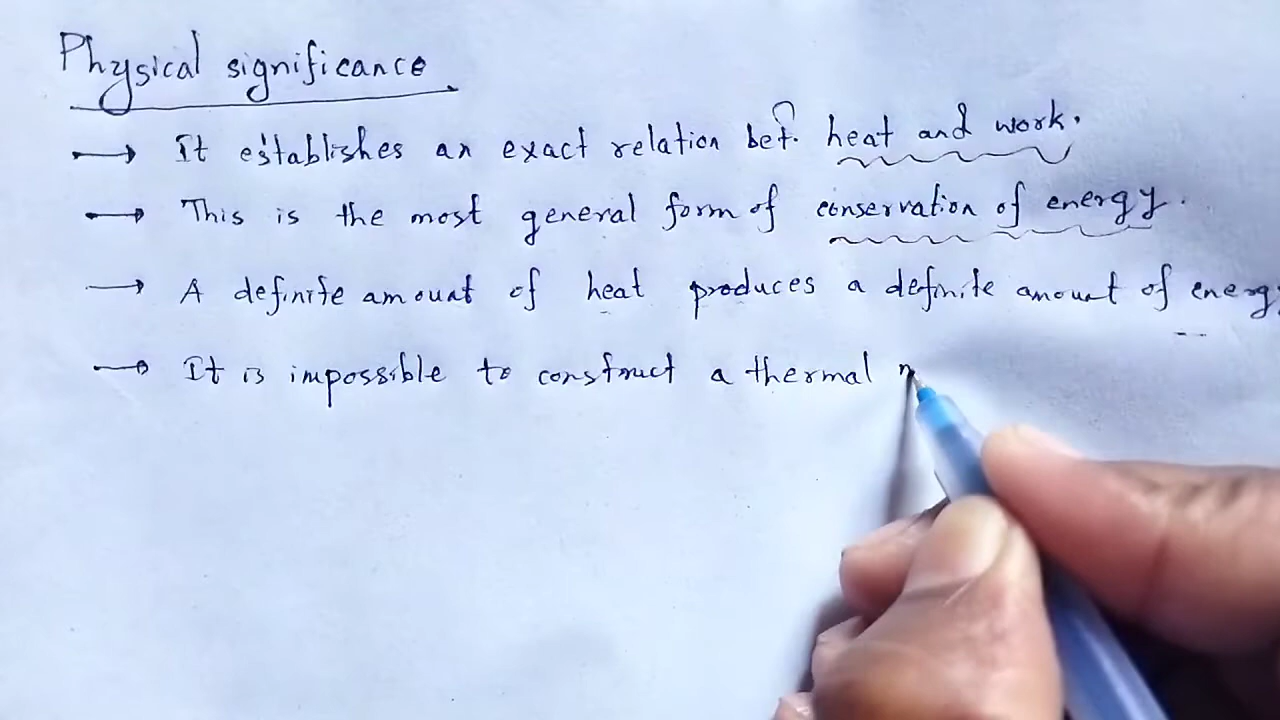 Physical significance
→ It establishes an exact relation bet. heat and work.
→ This is the most general form of conservation of energy.
→ A definite amount of heat produces a definite amount of energy
→ It is impossible to construct a thermal